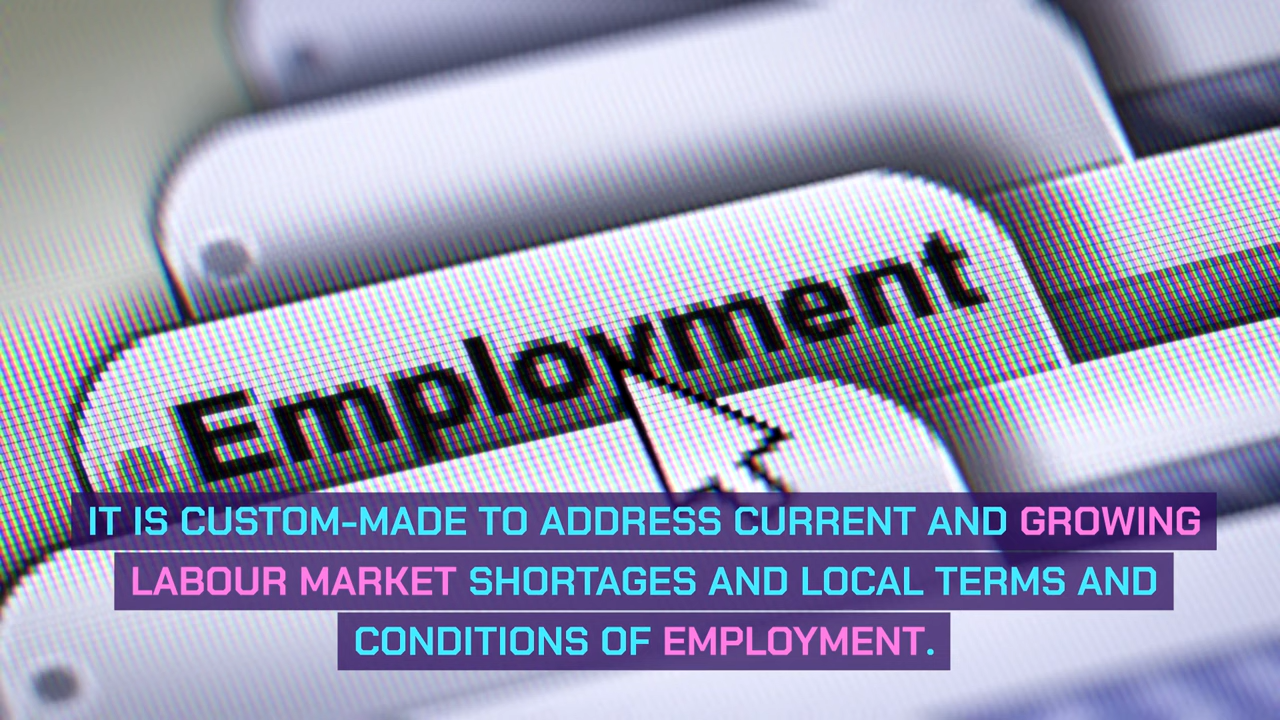 Employment
IT IS CUSTOM-MADE TO ADDRESS CURRENT AND GROWING
LABOUR MARKET SHORTAGES AND LOCAL TERMS AND
CONDITIONS OF EMPLOYMENT.